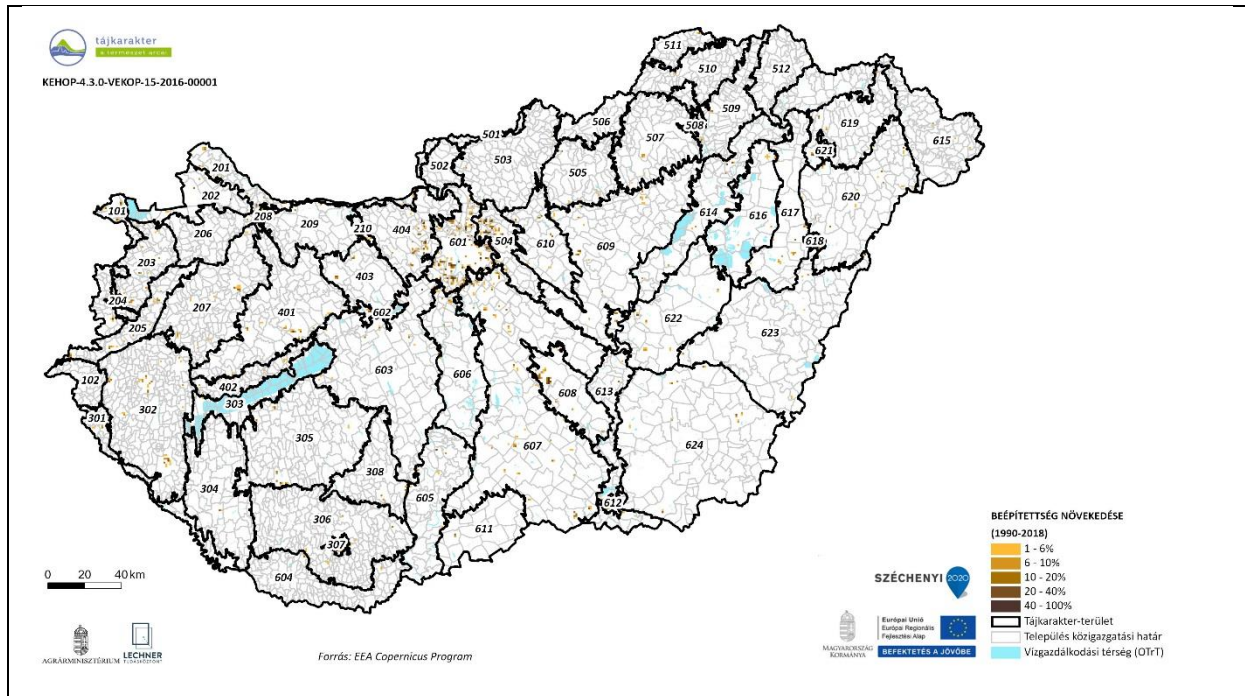 tájkarakter
a természet arcai
KEHOP-4.3.0-VEKOP-15-2016-00001
511
510
512
506
509
508
507
619
621
615
501
502
503
505
201
202
101
208
209
210
404
601
504
610
609
614
616
617
618
620
206
203
204
205
207
403
401
602
622
623
102
302
301
402
303
603
606
608
613
305
304
308
607
624
605
612
306
307
611
604
0 20 40 km
BEÉPÍTETTSÉG NÖVEKEDÉSE
(1990-2018)
1 - 6%
6 - 10%
10 - 20%
20 - 40%
40 - 100%
Tájkarakter-terület
Település közigazgatási határ
Vízgazdálkodási térség (OTrT)
SZÉCHENYI 2020
MAGYARORSZÁG
KORMÁNYA
Európai Unió
Európai Regionális
Fejlesztési Alap
BEFEKTETÉS A JÖVŐBE
AGRÁRMINISZTÉRIUM
LECHNER
TUDÁSKÖZPONT
Forrás: EEA Copernicus Program